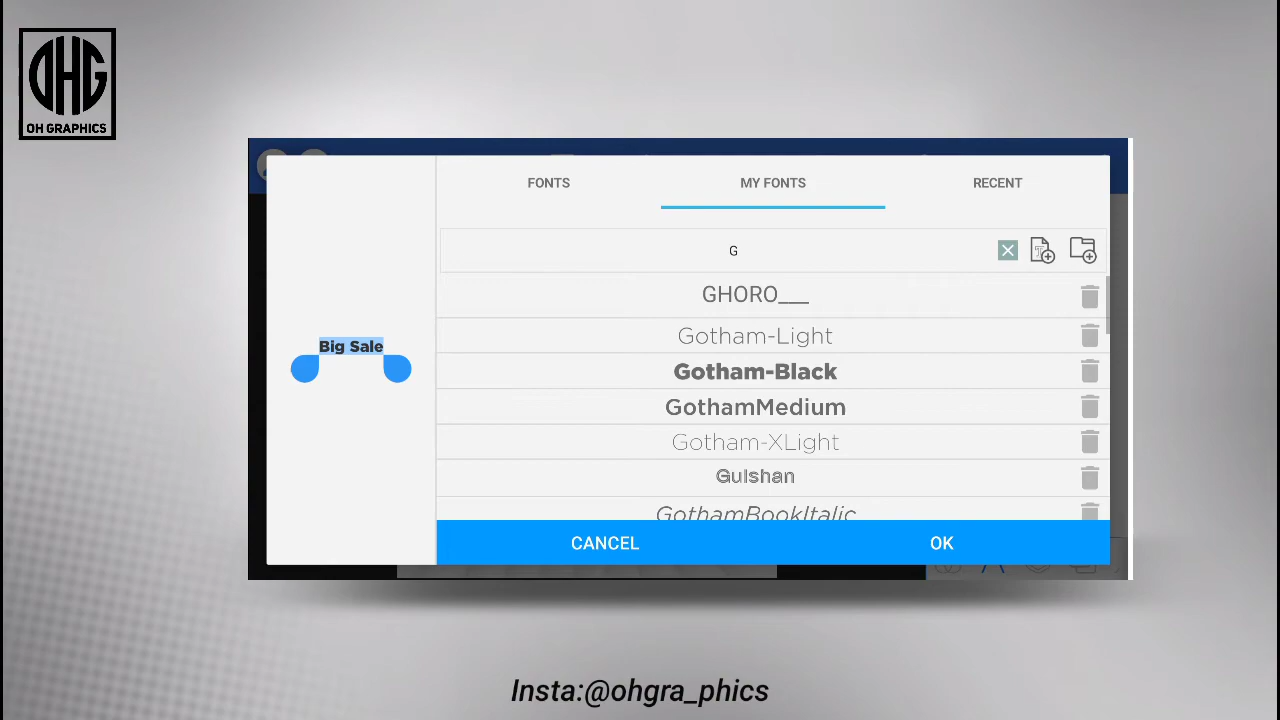 OHG
OH GRAPHICS
FONTS
MY FONTS
RECENT
G
GHORO___
Gotham-Light
Big Sale
Gotham-Black
GothamMedium
Gotham-XLight
Gulshan
GothamBookItalic
CANCEL
OK
Insta:@ohgra_phics